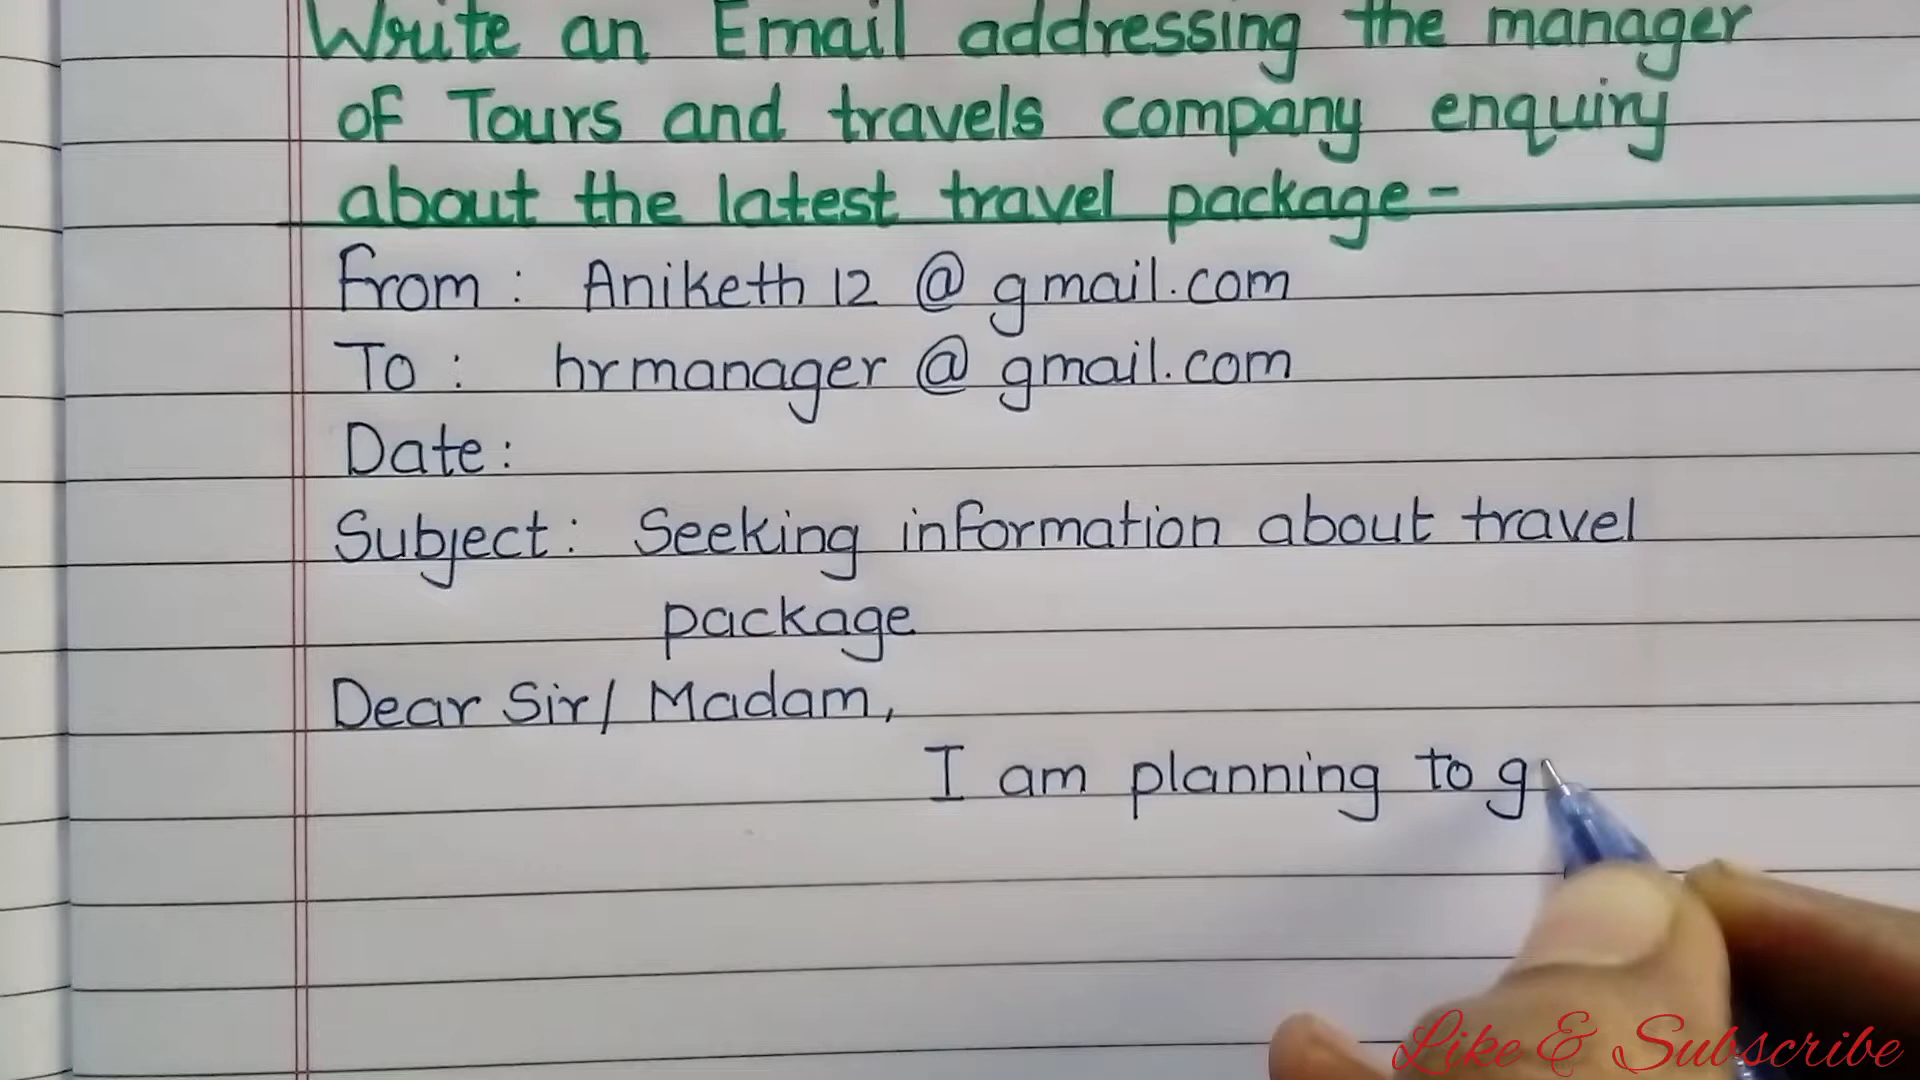 Write an Email addressing the manager
of Tours and travels company enquiry
about the latest travel package-
From : Aniketh 12 @ gmail.com
To : hrmanager @ gmail.com
Date:
Subject: Seeking information about travel
package
Dear Sir/ Madam,
I am planning to g
Like & Subscribe